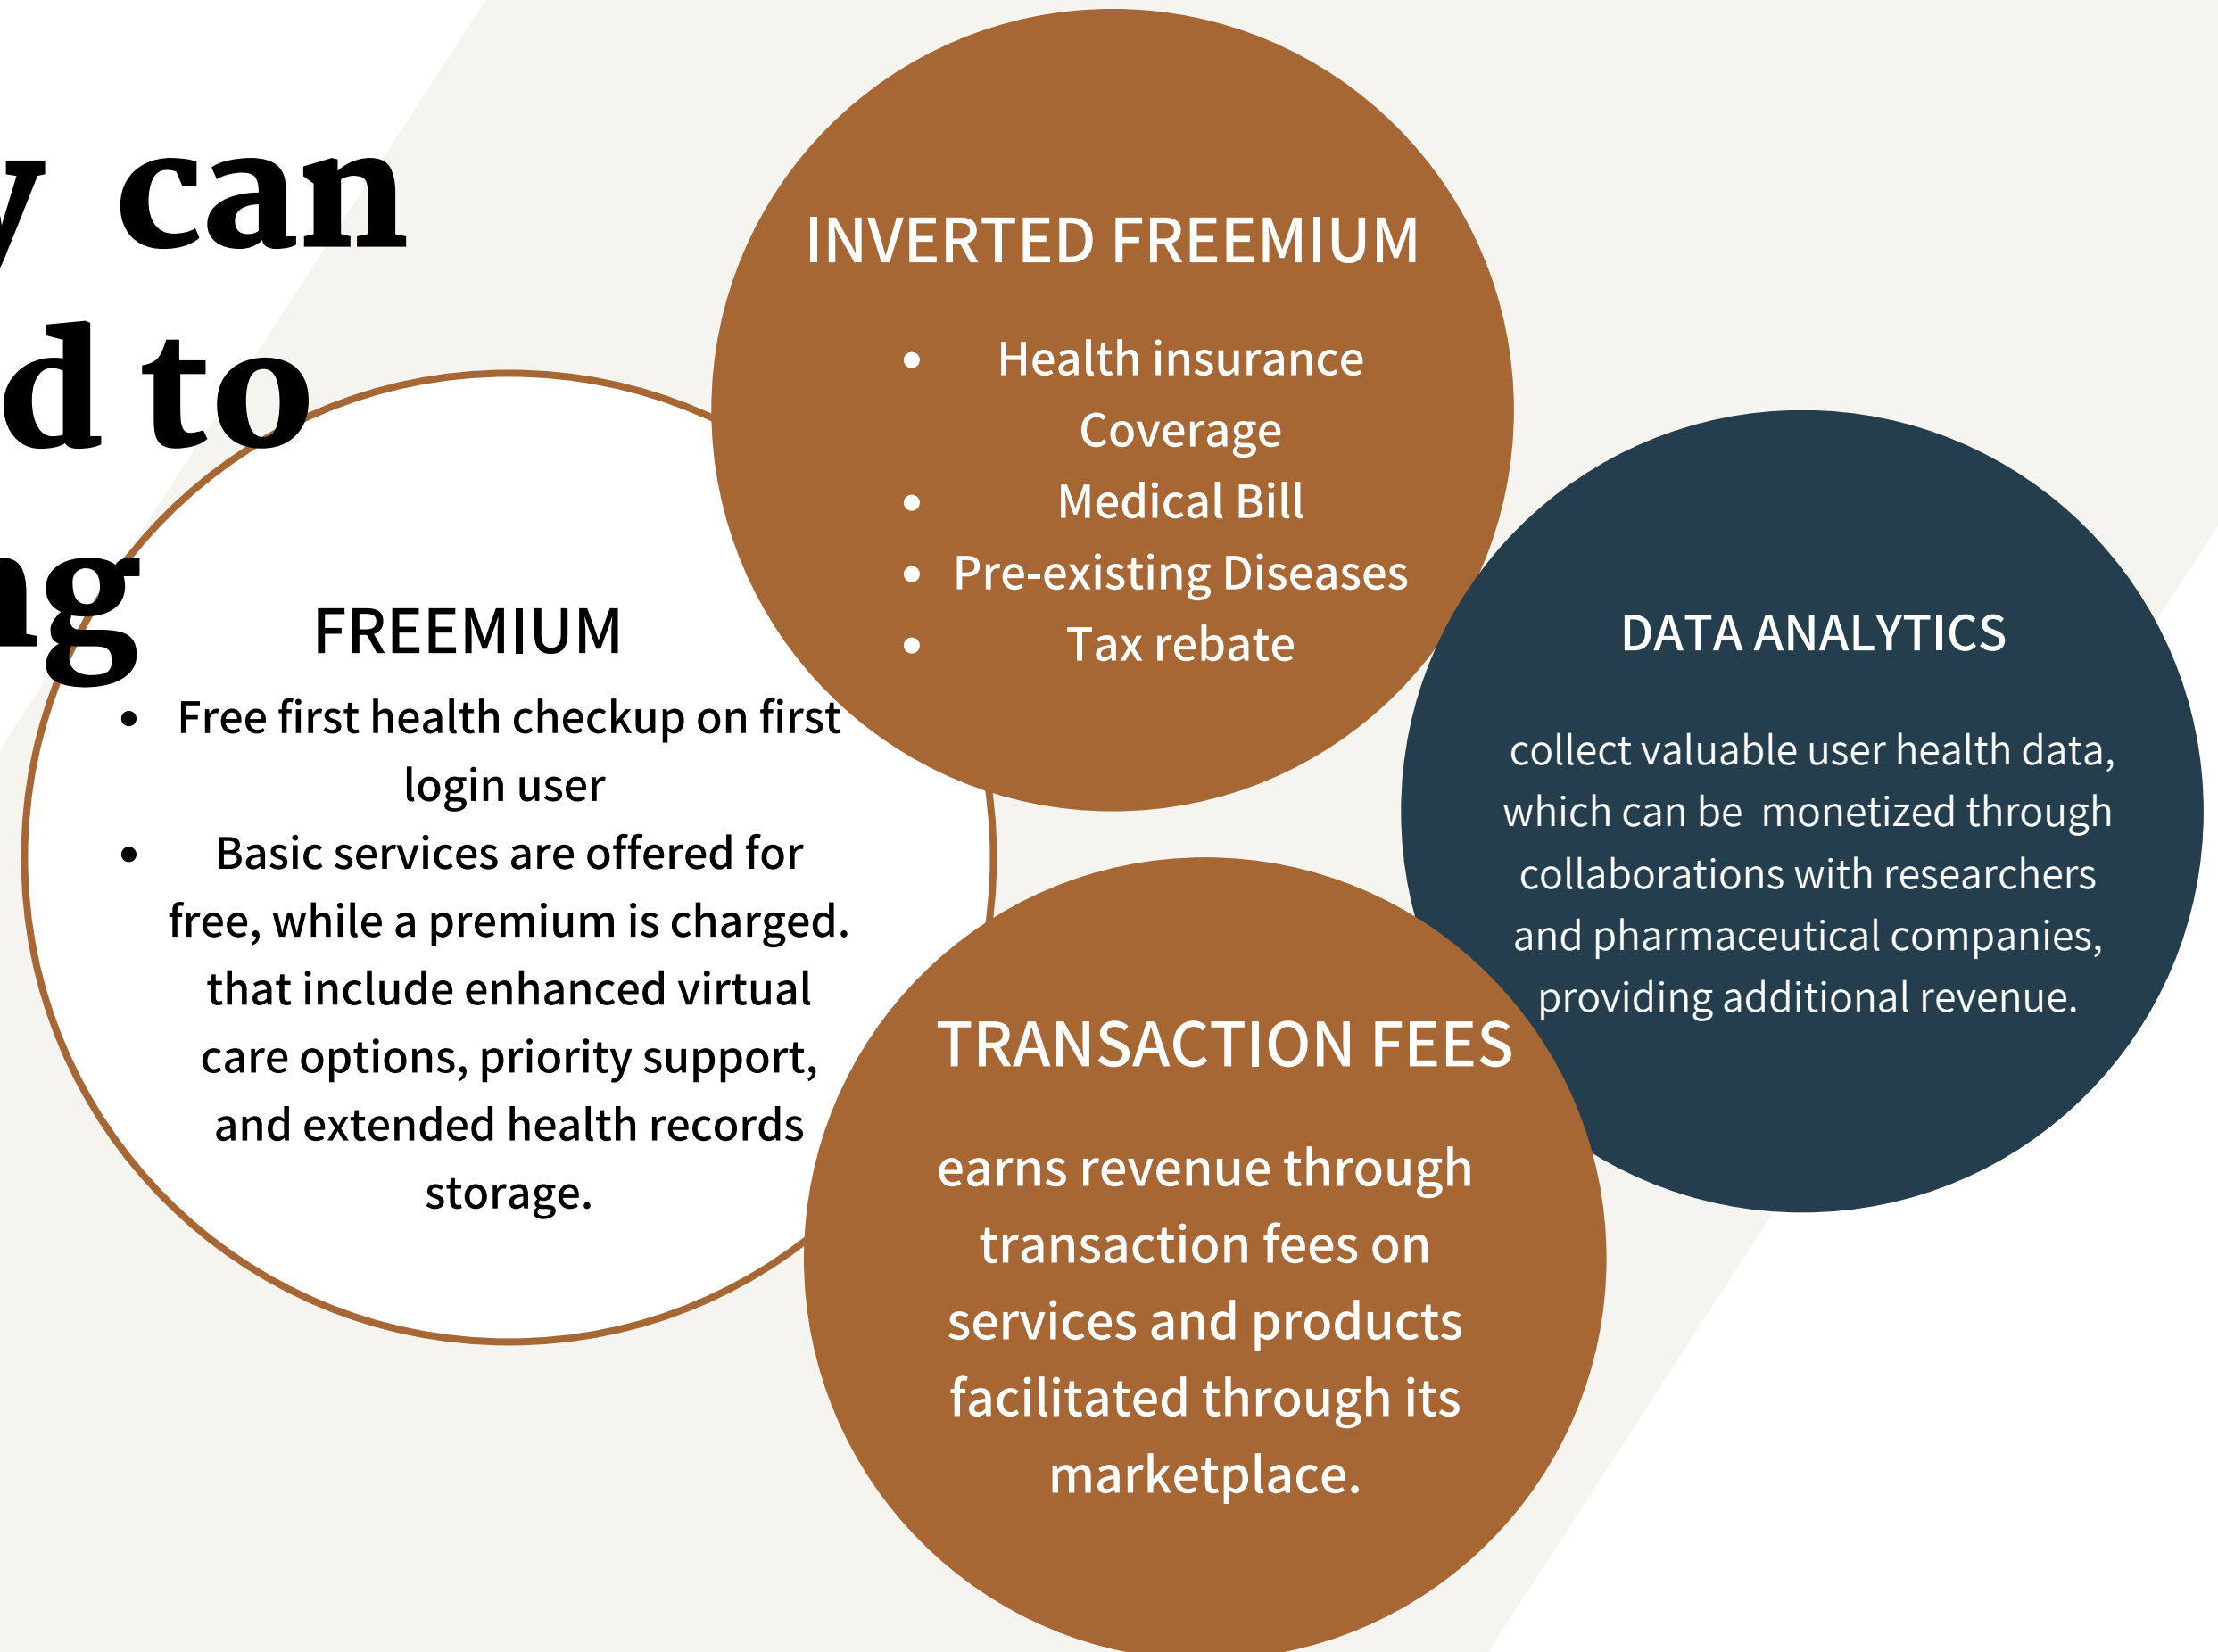 can
d to
g
INVERTED FREEMIUM
• Health insurance
Coverage
• Medical Bill
• Pre-existing Diseases
• Tax rebate
FREEMIUM
• Free first health checkup on first
login user
• Basic services are offered for
free, while a premium is charged.
that include enhanced virtual
care options, priority support,
and extended health records
storage.
DATA ANALYTICS
collect valuable user health data,
which can be monetized through
collaborations with researchers
and pharmaceutical companies,
providing additional revenue.
TRANSACTION FEES
earns revenue through
transaction fees on
services and products
facilitated through its
marketplace.